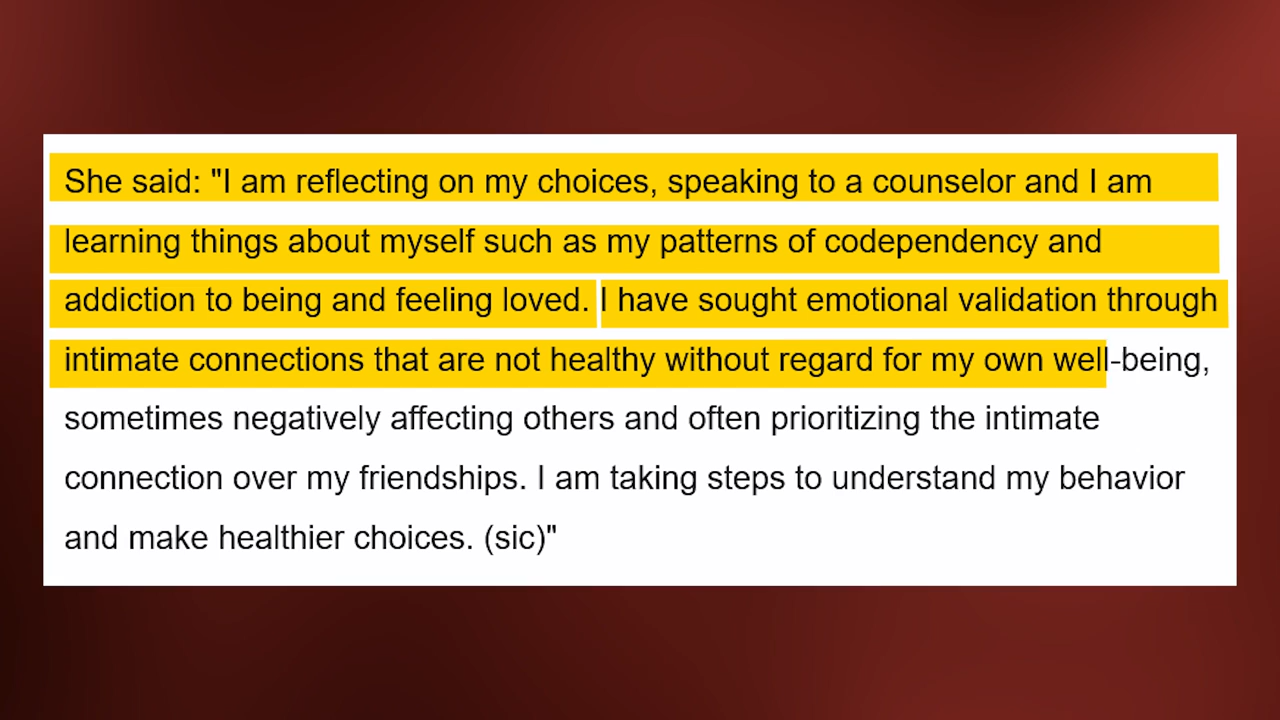 She said: "I am reflecting on my choices, speaking to a counselor and I am
learning things about myself such as my patterns of codependency and
addiction to being and feeling loved. I have sought emotional validation through
intimate connections that are not healthy without regard for my own well-being,
sometimes negatively affecting others and often prioritizing the intimate
connection over my friendships. I am taking steps to understand my behavior
and make healthier choices. (sic)"